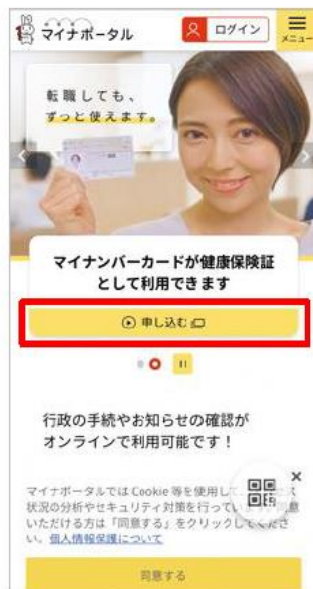 マイナポータル
ログイン
メニュー
転職しても、
ずっと使えます。
マイナンバーカードが健康保険証
として利用できます
申し込む
行政の手続やお知らせの確認が
オンラインで利用可能です！
マイナポータルでは Cookie 等を使用して
状況の分析やセキュリティ対策を行って
いただける方は「同意する」をクリックしてくださ
い。個人情報保護について
同意する